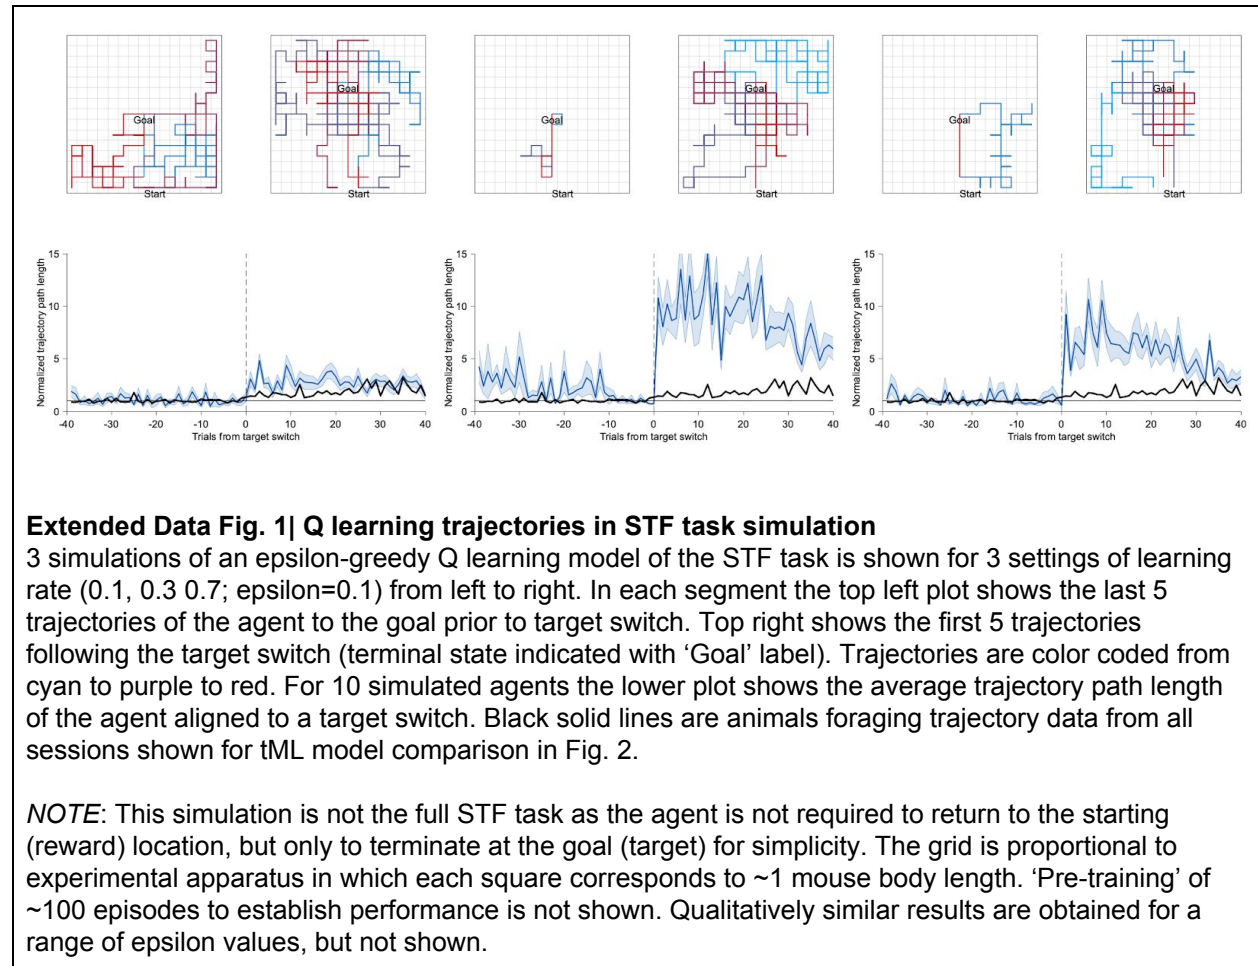 Goal
Start
Goal
Start
Goal
Start
Goal
Start
Goal
Start
Goal
Start
Normalized trajectory path length
15
10
5
0
-40 -30 -20 -10 0 10 20 30 40
Trials from target switch
Normalized trajectory path length
15
10
5
0
-40 -30 -20 -10 0 10 20 30 40
Trials from target switch
Normalized trajectory path length
15
10
5
0
-40 -30 -20 -10 0 10 20 30 40
Trials from target switch
Extended Data Fig. 1| Q learning trajectories in STF task simulation
3 simulations of an epsilon-greedy Q learning model of the STF task is shown for 3 settings of learning
rate (0.1, 0.3 0.7; epsilon=0.1) from left to right. In each segment the top left plot shows the last 5
trajectories of the agent to the goal prior to target switch. Top right shows the first 5 trajectories
following the target switch (terminal state indicated with ‘Goal’ label). Trajectories are color coded from
cyan to purple to red. For 10 simulated agents the lower plot shows the average trajectory path length
of the agent aligned to a target switch. Black solid lines are animals foraging trajectory data from all
sessions shown for tML model comparison in Fig. 2.
NOTE: This simulation is not the full STF task as the agent is not required to return to the starting
(reward) location, but only to terminate at the goal (target) for simplicity. The grid is proportional to
experimental apparatus in which each square corresponds to ~1 mouse body length. ‘Pre-training’ of
~100 episodes to establish performance is not shown. Qualitatively similar results are obtained for a
range of epsilon values, but not shown.